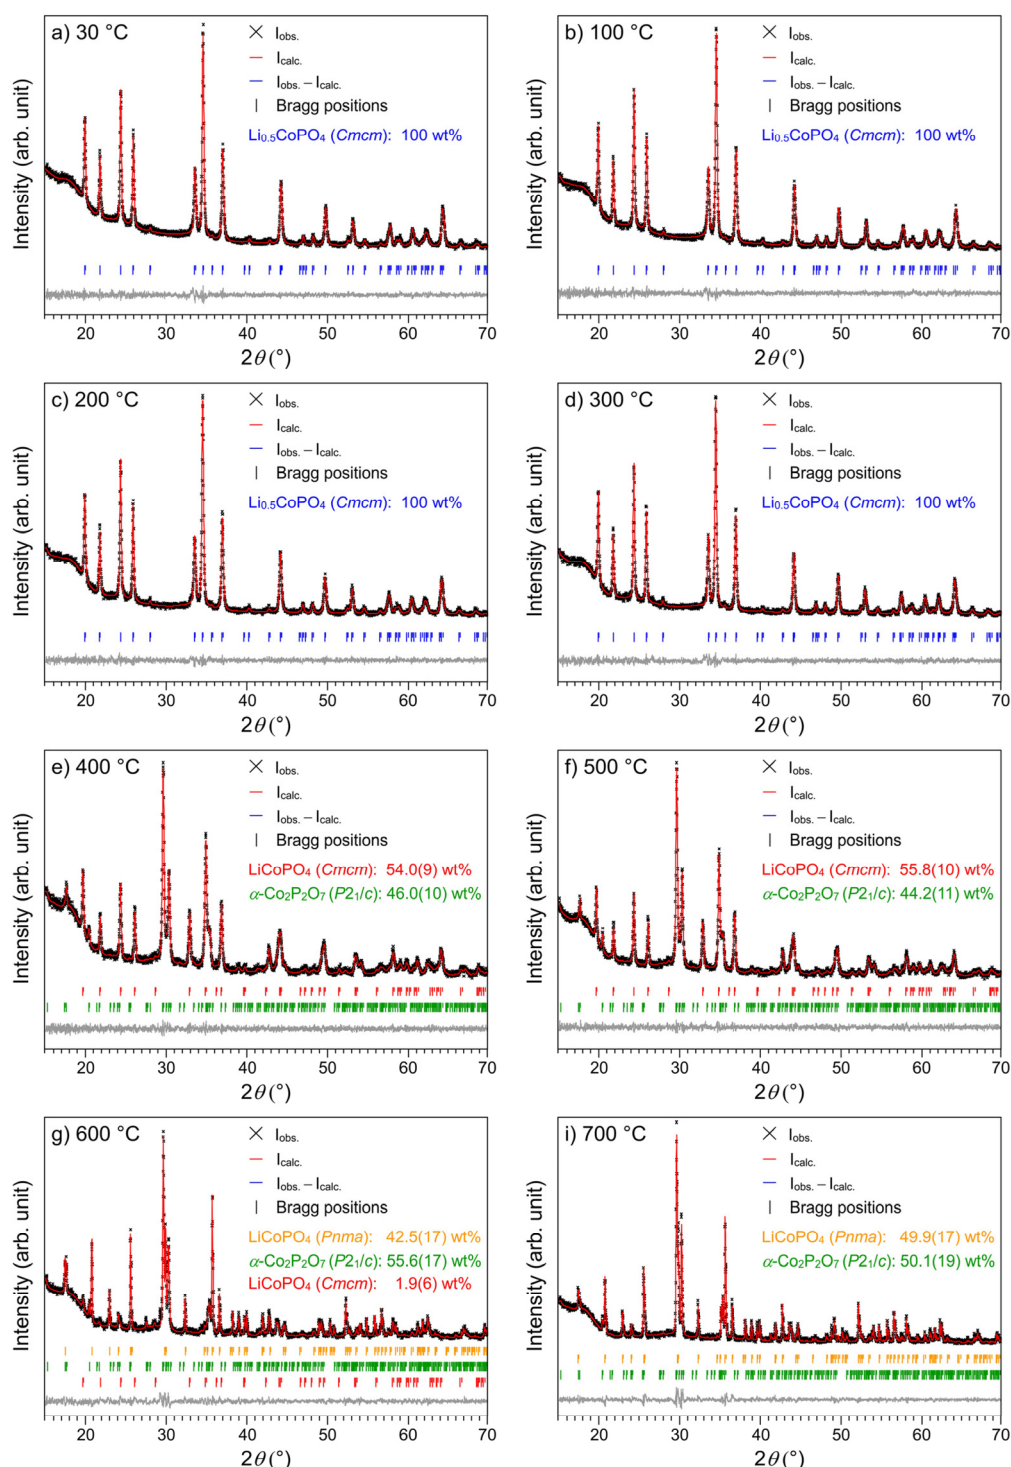 a) 30 °C
Iobs.
Icalc.
Iobs. – Icalc.
Bragg positions
Li0.5CoPO4 (Cmcm): 100 wt%
Intensity (arb. unit)
20 30 40 50 60 70
2θ (°)
b) 100 °C
Iobs.
Icalc.
Iobs. – Icalc.
Bragg positions
Li0.5CoPO4 (Cmcm): 100 wt%
Intensity (arb. unit)
20 30 40 50 60 70
2θ (°)
c) 200 °C
Iobs.
Icalc.
Iobs. – Icalc.
Bragg positions
Li0.5CoPO4 (Cmcm): 100 wt%
Intensity (arb. unit)
20 30 40 50 60 70
2θ (°)
d) 300 °C
Iobs.
Icalc.
Iobs. – Icalc.
Bragg positions
Li0.5CoPO4 (Cmcm): 100 wt%
Intensity (arb. unit)
20 30 40 50 60 70
2θ (°)
e) 400 °C
Iobs.
Icalc.
Iobs. – Icalc.
Bragg positions
LiCoPO4 (Cmcm): 54.0(9) wt%
α-Co2P2O7 (P21/c): 46.0(10) wt%
Intensity (arb. unit)
20 30 40 50 60 70
2θ (°)
f) 500 °C
Iobs.
Icalc.
Iobs. – Icalc.
Bragg positions
LiCoPO4 (Cmcm): 55.8(10) wt%
α-Co2P2O7 (P21/c): 44.2(11) wt%
Intensity (arb. unit)
20 30 40 50 60 70
2θ (°)
g) 600 °C
Iobs.
Icalc.
Iobs. – Icalc.
Bragg positions
LiCoPO4 (Pnma): 42.5(17) wt%
α-Co2P2O7 (P21/c): 55.6(17) wt%
LiCoPO4 (Cmcm): 1.9(6) wt%
Intensity (arb. unit)
20 30 40 50 60 70
2θ (°)
i) 700 °C
Iobs.
Icalc.
Iobs. – Icalc.
Bragg positions
LiCoPO4 (Pnma): 49.9(17) wt%
α-Co2P2O7 (P21/c): 50.1(19) wt%
Intensity (arb. unit)
20 30 40 50 60 70
2θ (°)